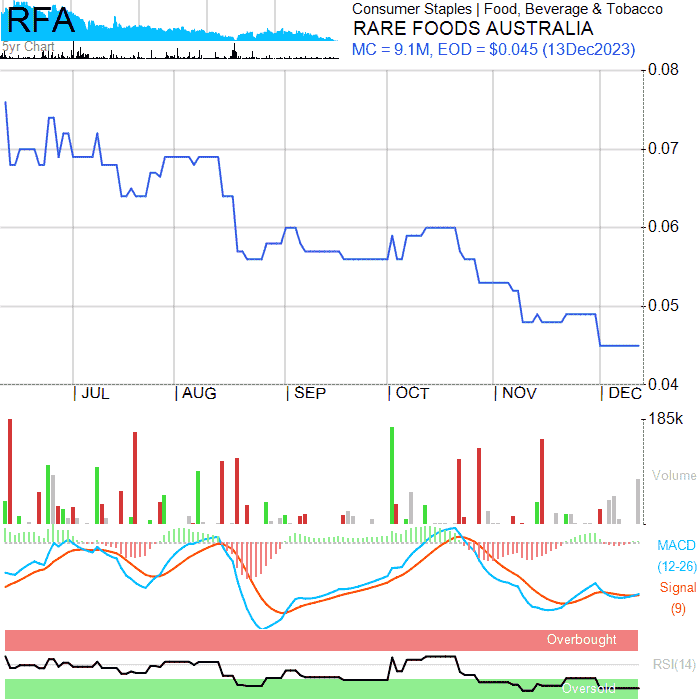 RFA
5yr Chart
Consumer Staples | Food, Beverage & Tobacco
RARE FOODS AUSTRALIA
MC = 9.1M, EOD = $0.045 (13Dec2023)
0.08
0.07
0.06
0.05
0.04
| JUL | AUG | SEP | OCT | NOV | DEC
185k
Volume
MACD
(12-26)
Signal
(9)
Overbought
RSI(14)
Oversold